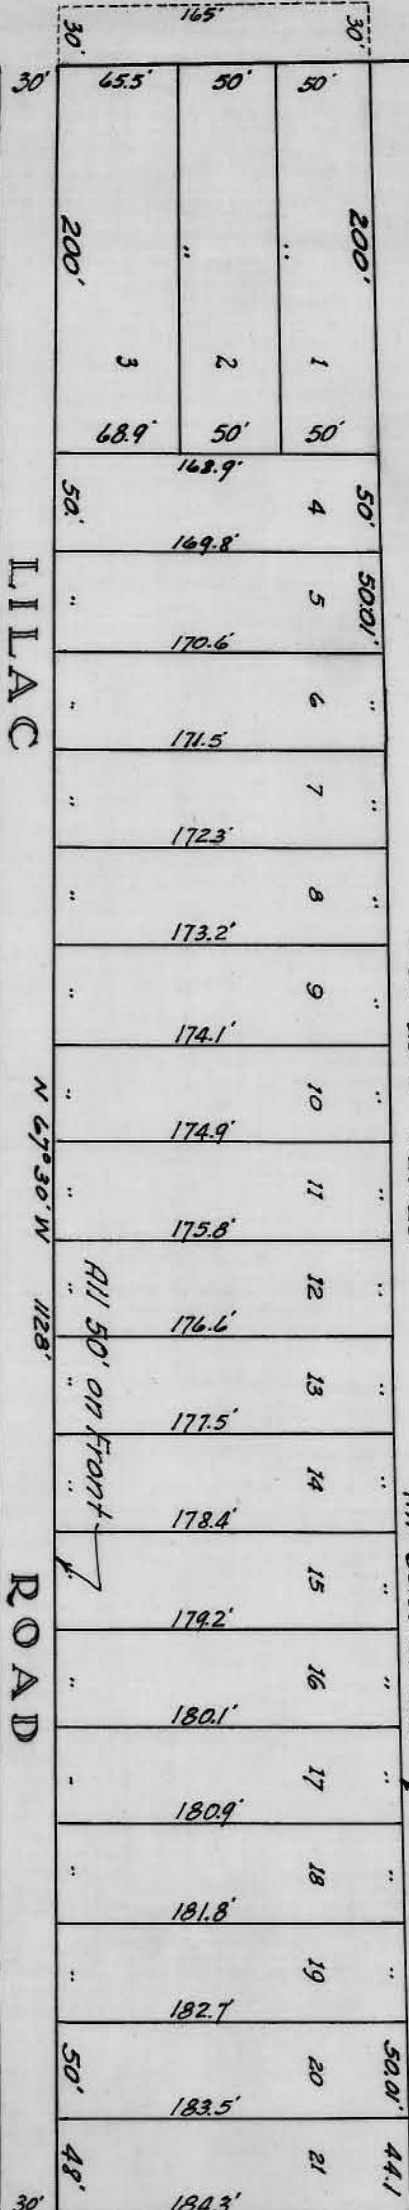 165'
30' 30'
30' 65.5' 50' 50'
200' " " 200'
3 2 1
68.9' 50' 50'
168.9'
50' 4 50'
169.8'
" 5 50.01'
170.6'
" 6 "
171.5'
" 7 "
172.3'
" 8 "
173.2'
" 9 "
174.1'
" 10 "
174.9'
" 11 "
175.8'
" 12 "
176.6'
" 13 "
177.5'
" 14 "
178.4'
" 15 "
179.2'
" 16 "
180.1'
" 17 "
180.9'
" 18 "
181.8'
" 19 "
182.7'
50' 20 50.01'
183.5'
48' 21 44.1
30' 184.3'
All 50' on Front
LILAC ROAD
N 67° 30' W 1128'